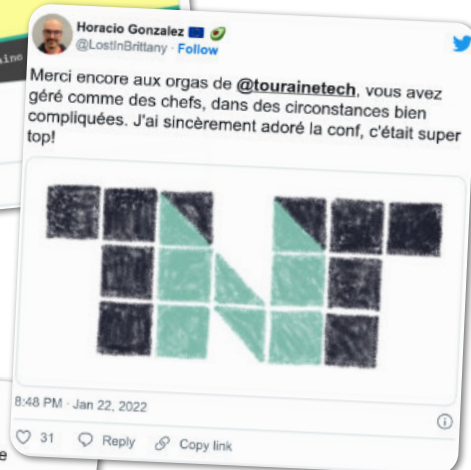 Horacio Gonzalez 🇪🇺 🥑
@LostInBrittany · Follow
Merci encore aux orgas de @tourainetech, vous avez
géré comme des chefs, dans des circonstances bien
compliquées. J'ai sincèrement adoré la conf, c'était super
top!
TNT
8:48 PM · Jan 22, 2022
31 Reply Copy link